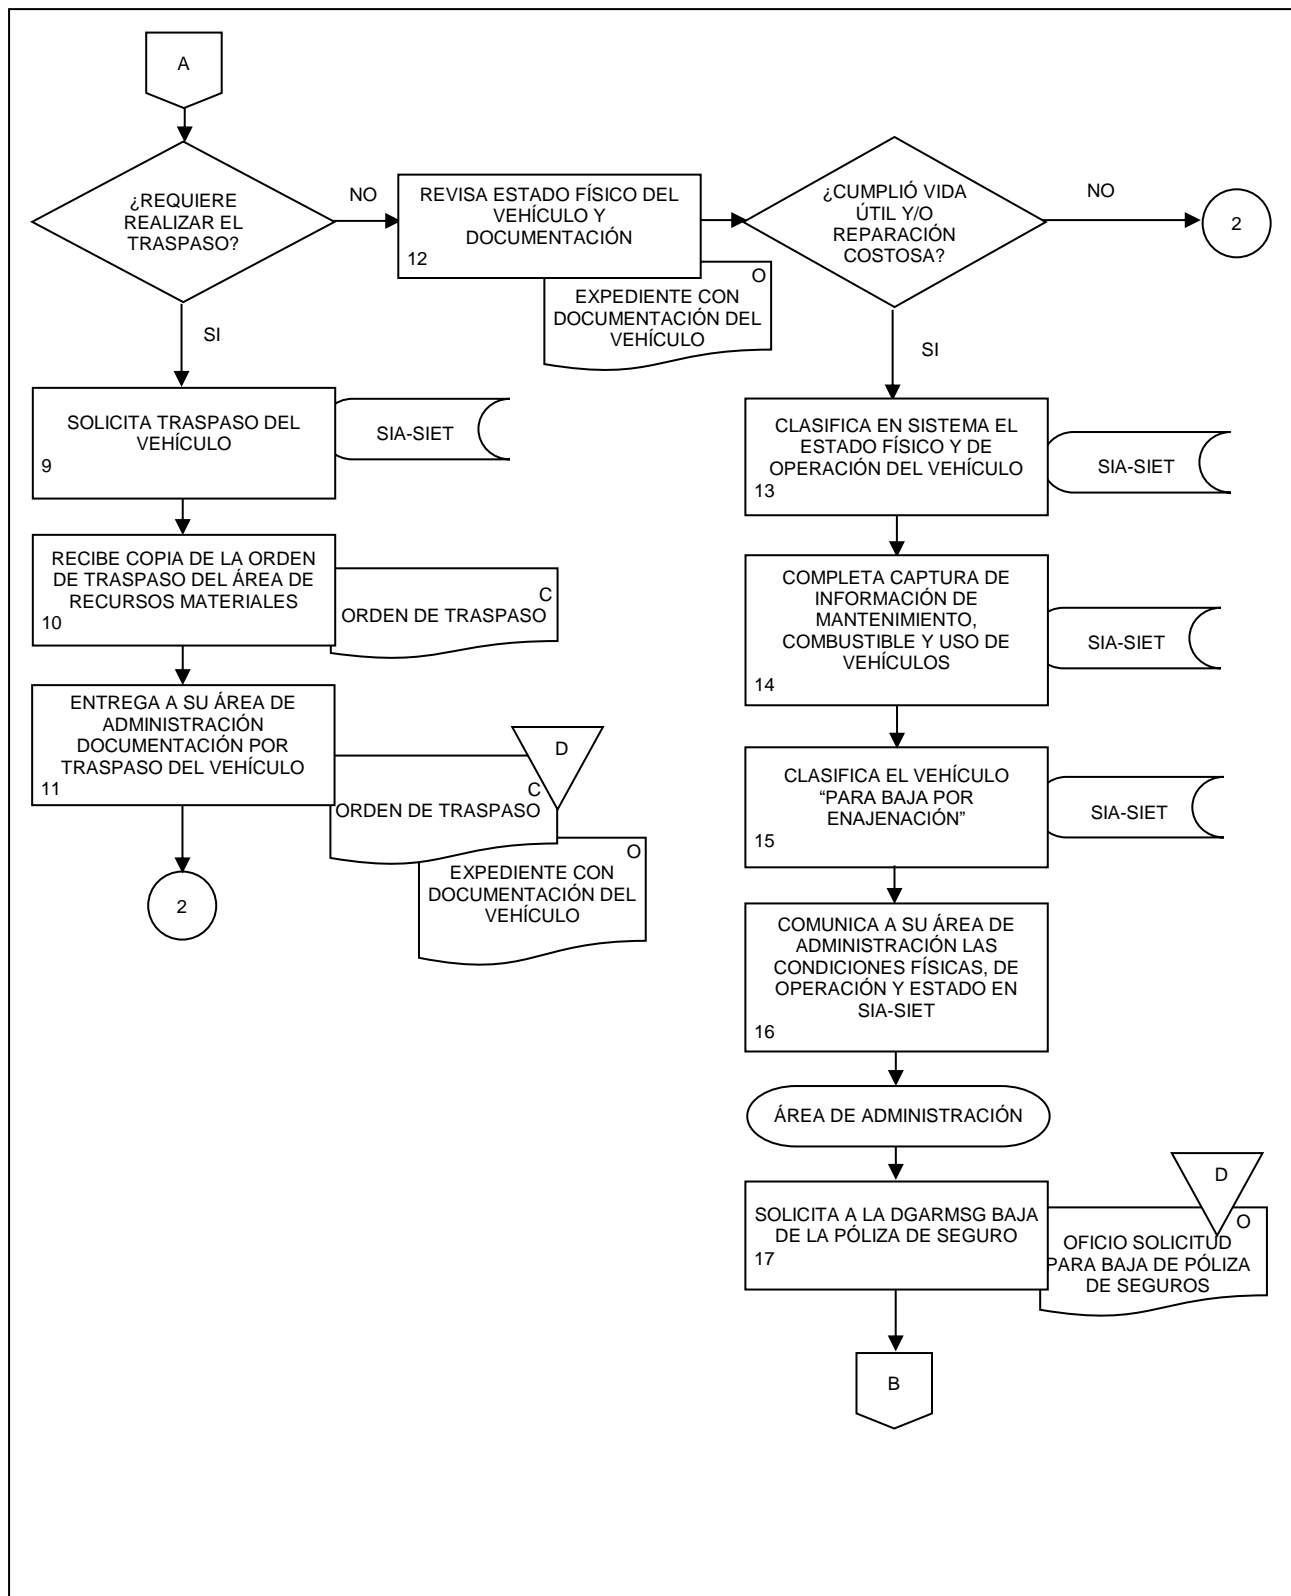 A
¿REQUIERE
REALIZAR EL
TRASPASO?
NO
SI
REVISA ESTADO FÍSICO DEL
VEHÍCULO Y
DOCUMENTACIÓN
12
O
EXPEDIENTE CON
DOCUMENTACIÓN DEL
VEHÍCULO
¿CUMPLIÓ VIDA
ÚTIL Y/O
REPARACIÓN
COSTOSA?
NO
2
SI
SOLICITA TRASPASO DEL
VEHÍCULO
9
SIA-SIET
RECIBE COPIA DE LA ORDEN
DE TRASPASO DEL ÁREA DE
RECURSOS MATERIALES
10
C
ORDEN DE TRASPASO
ENTREGA A SU ÁREA DE
ADMINISTRACIÓN
DOCUMENTACIÓN POR
TRASPASO DEL VEHÍCULO
11
D
C
ORDEN DE TRASPASO
O
EXPEDIENTE CON
DOCUMENTACIÓN DEL
VEHÍCULO
2
CLASIFICA EN SISTEMA EL
ESTADO FÍSICO Y DE
OPERACIÓN DEL VEHÍCULO
13
SIA-SIET
COMPLETA CAPTURA DE
INFORMACIÓN DE
MANTENIMIENTO,
COMBUSTIBLE Y USO DE
VEHÍCULOS
14
SIA-SIET
CLASIFICA EL VEHÍCULO
“PARA BAJA POR
ENAJENACIÓN”
15
SIA-SIET
COMUNICA A SU ÁREA DE
ADMINISTRACIÓN LAS
CONDICIONES FÍSICAS, DE
OPERACIÓN Y ESTADO EN
SIA-SIET
16
ÁREA DE ADMINISTRACIÓN
SOLICITA A LA DGARMSG BAJA
DE LA PÓLIZA DE SEGURO
17
D
O
OFICIO SOLICITUD
PARA BAJA DE PÓLIZA
DE SEGUROS
B